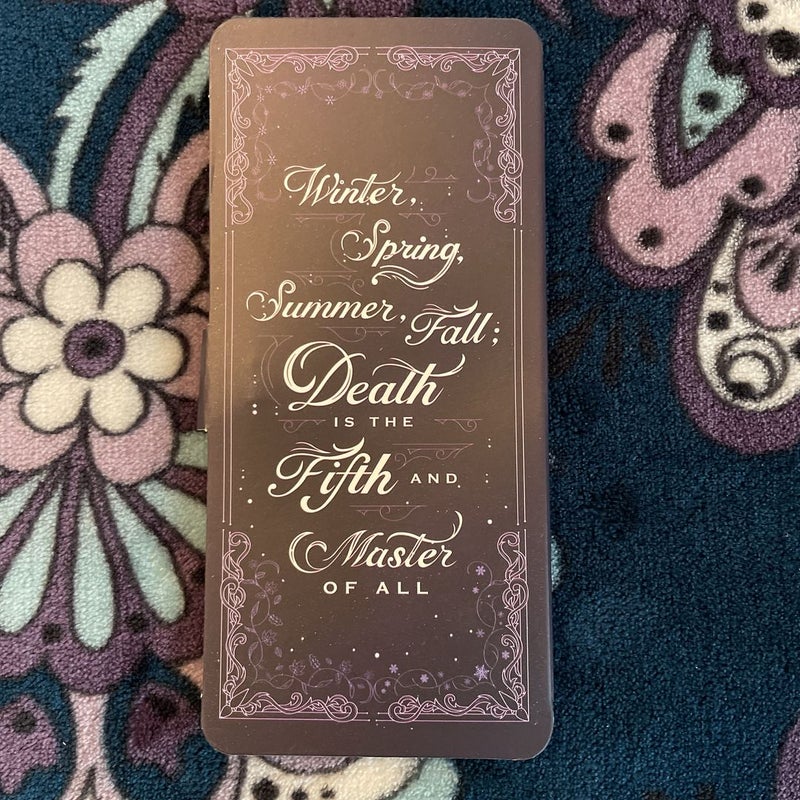 Winter,
Spring,
Summer, Fall;
Death
IS THE
Fifth AND
Master
OF ALL